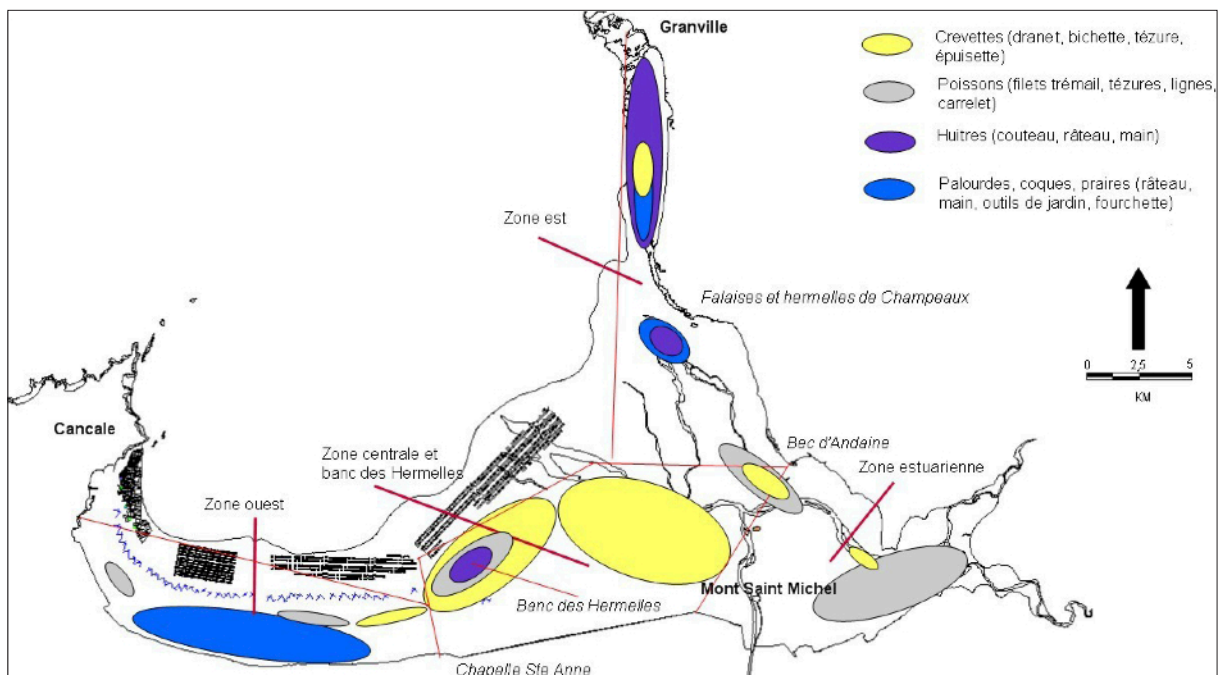 Granville
Crevettes (dranet, bichette, tézure,
épuisette)
Poissons (filets trémail, tézures, lignes,
carrelet)
Huitres (couteau, râteau, main)
Palourdes, coques, praires (râteau,
main, outils de jardin, fourchette)
Zone est
Falaises et hermelles de Champeaux
0 2,5 5
KM
Cancale
Zone centrale et
banc des Hermelles
Bec d'Andaine
Zone estuarienne
Zone ouest
Mont Saint Michel
Banc des Hermelles
Chapelle Ste Anne